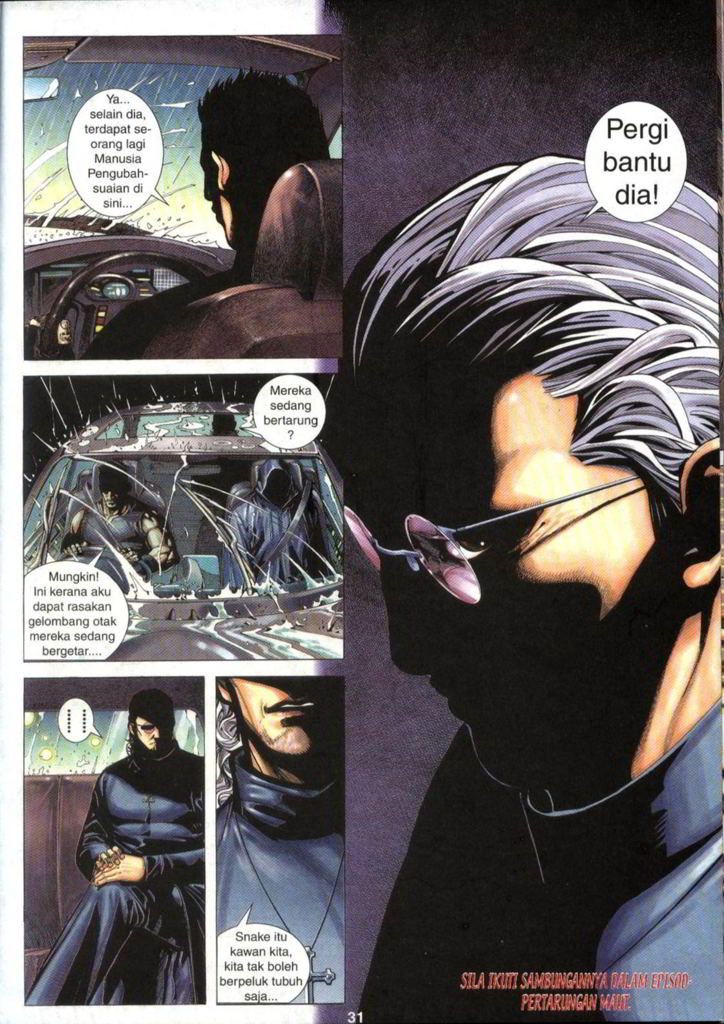 Ya...
selain dia,
terdapat se-
orang lagi
Manusia
Pengubah-
suaian di
sini...
Mereka
sedang
bertarung
?
Mungkin!
Ini kerana aku
dapat rasakan
gelombang otak
mereka sedang
bergetar....
Snake itu
kawan kita,
kita tak boleh
berpeluk tubuh
saja...
Pergi
bantu
dia!
SILA IKUTI SAMBUNGANNYA DALAM EPISOD-
PERTARUNGAN MAUT.
31